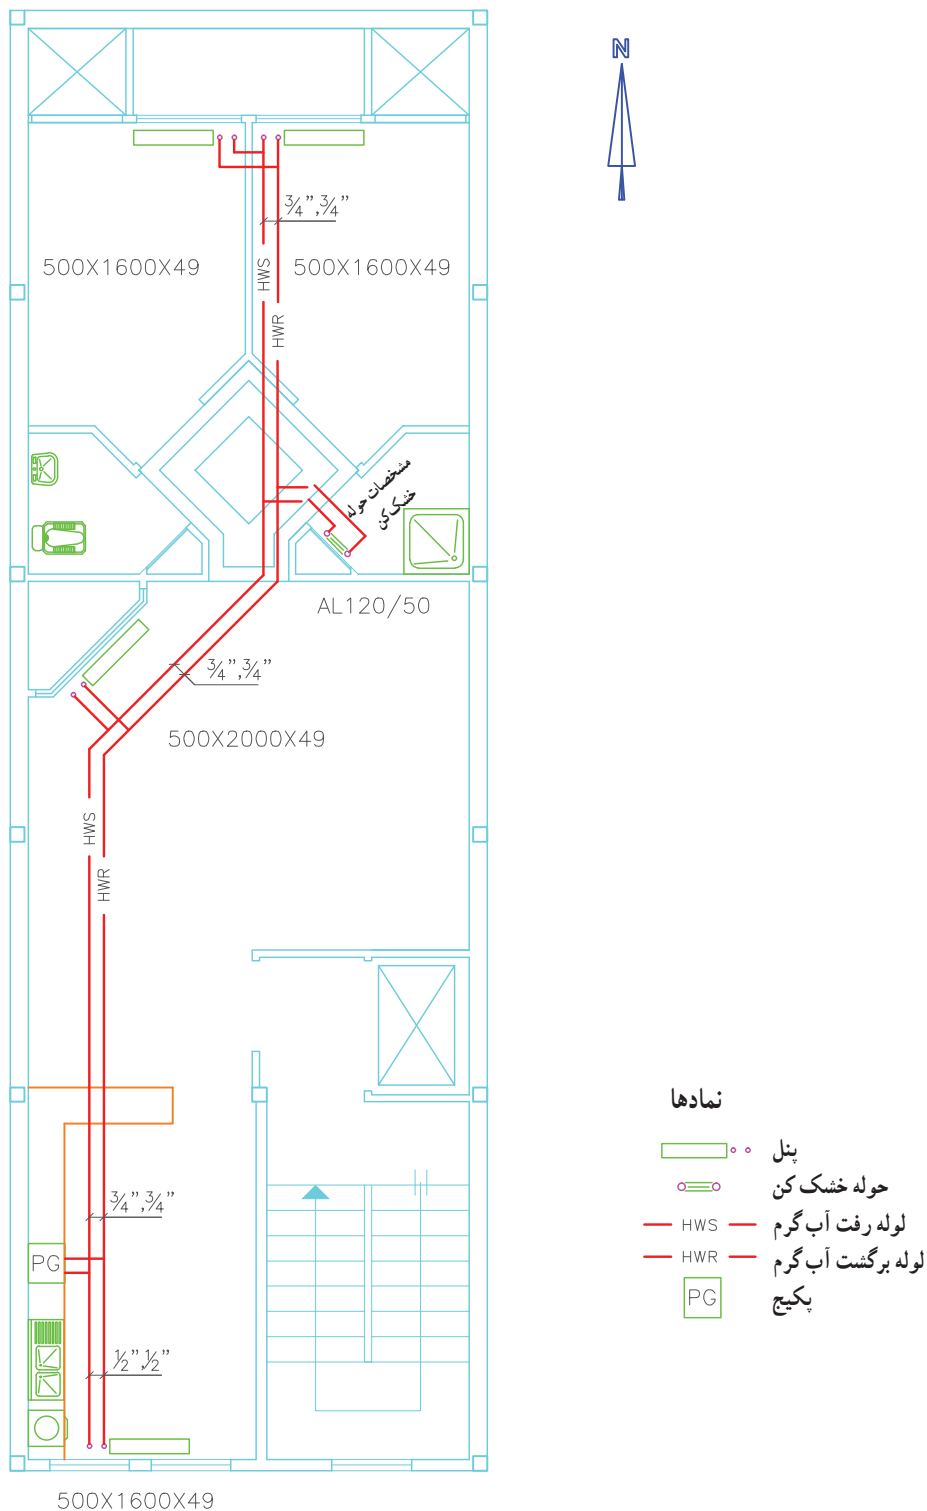 N
¾",¾"
500X1600X49
500X1600X49
HWS
HWR
مشخصات حوله
خشک کن
AL120/50
¾",¾"
500X2000X49
HWS
HWR
¾",¾"
PG
½",½"
500X1600X49
نمادها
پنل
حوله خشک کن
HWS لوله رفت آب گرم
HWR لوله برگشت آب گرم
PG پکیج